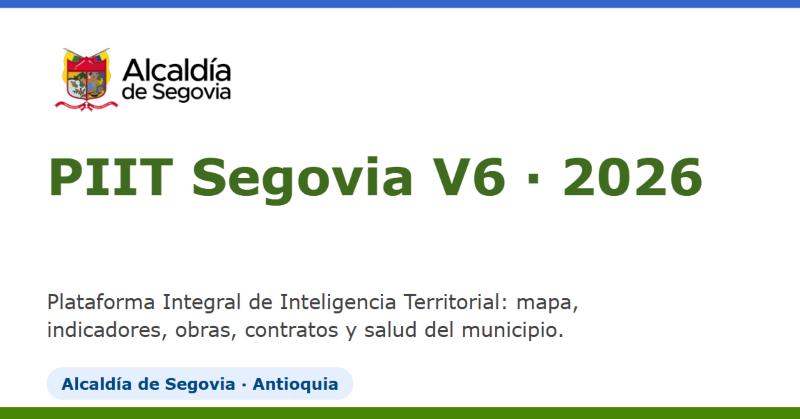 Alcaldía
de Segovia
PIIT Segovia V6 · 2026
Plataforma Integral de Inteligencia Territorial: mapa,
indicadores, obras, contratos y salud del municipio.
Alcaldía de Segovia · Antioquia